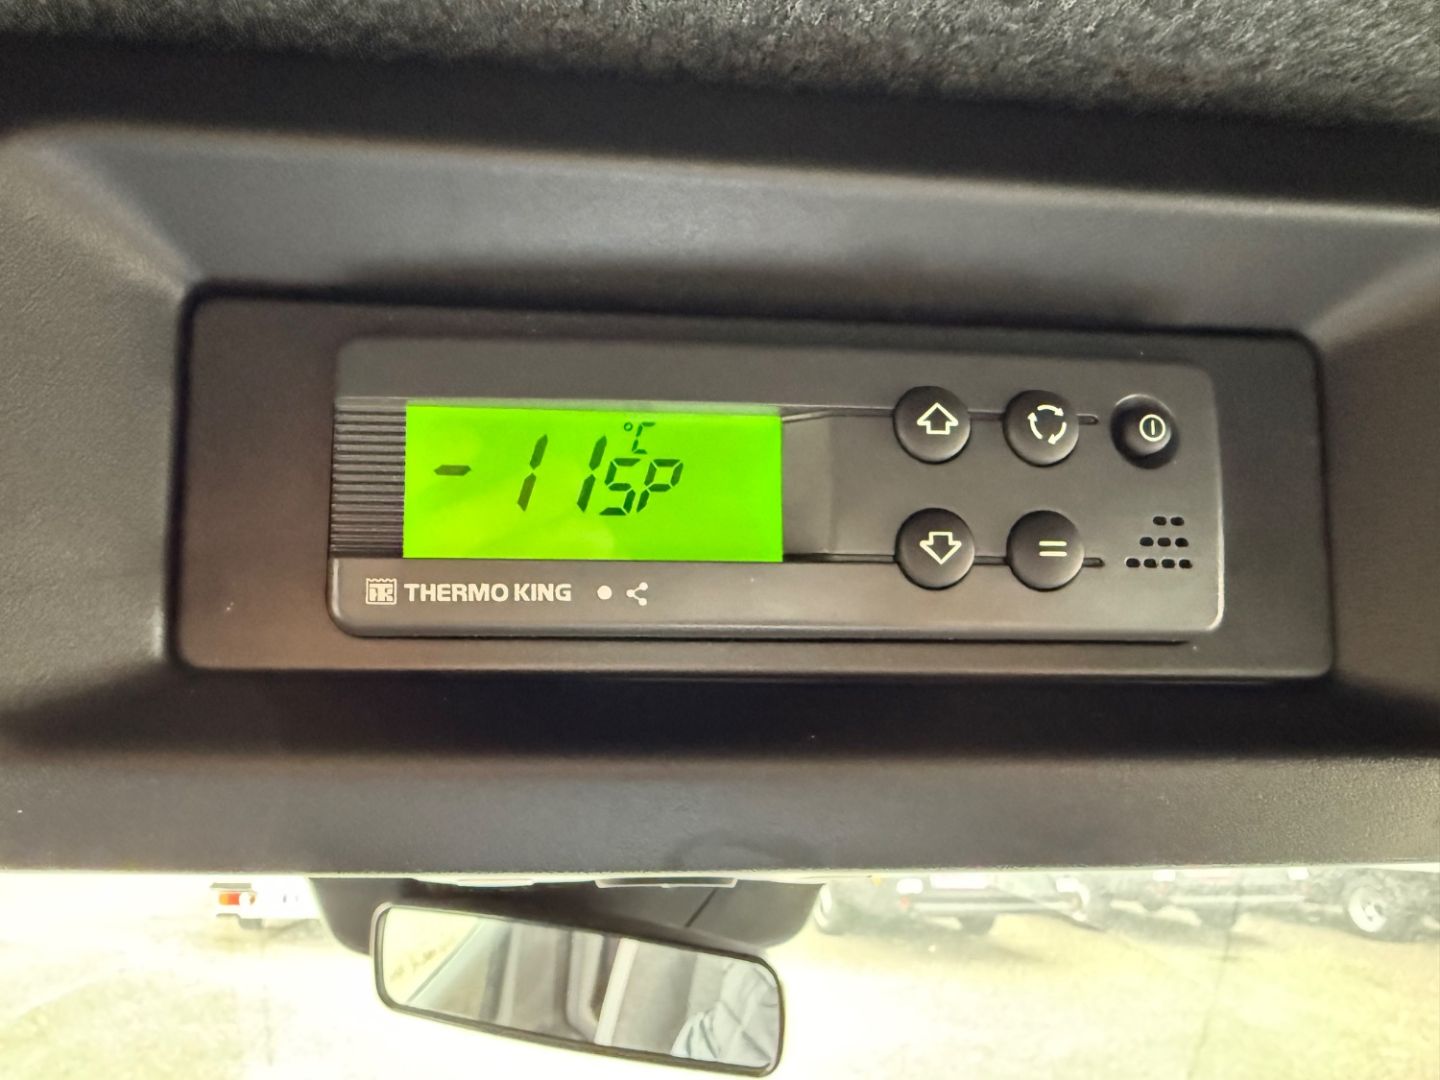 °C
-11SP
THERMO KING